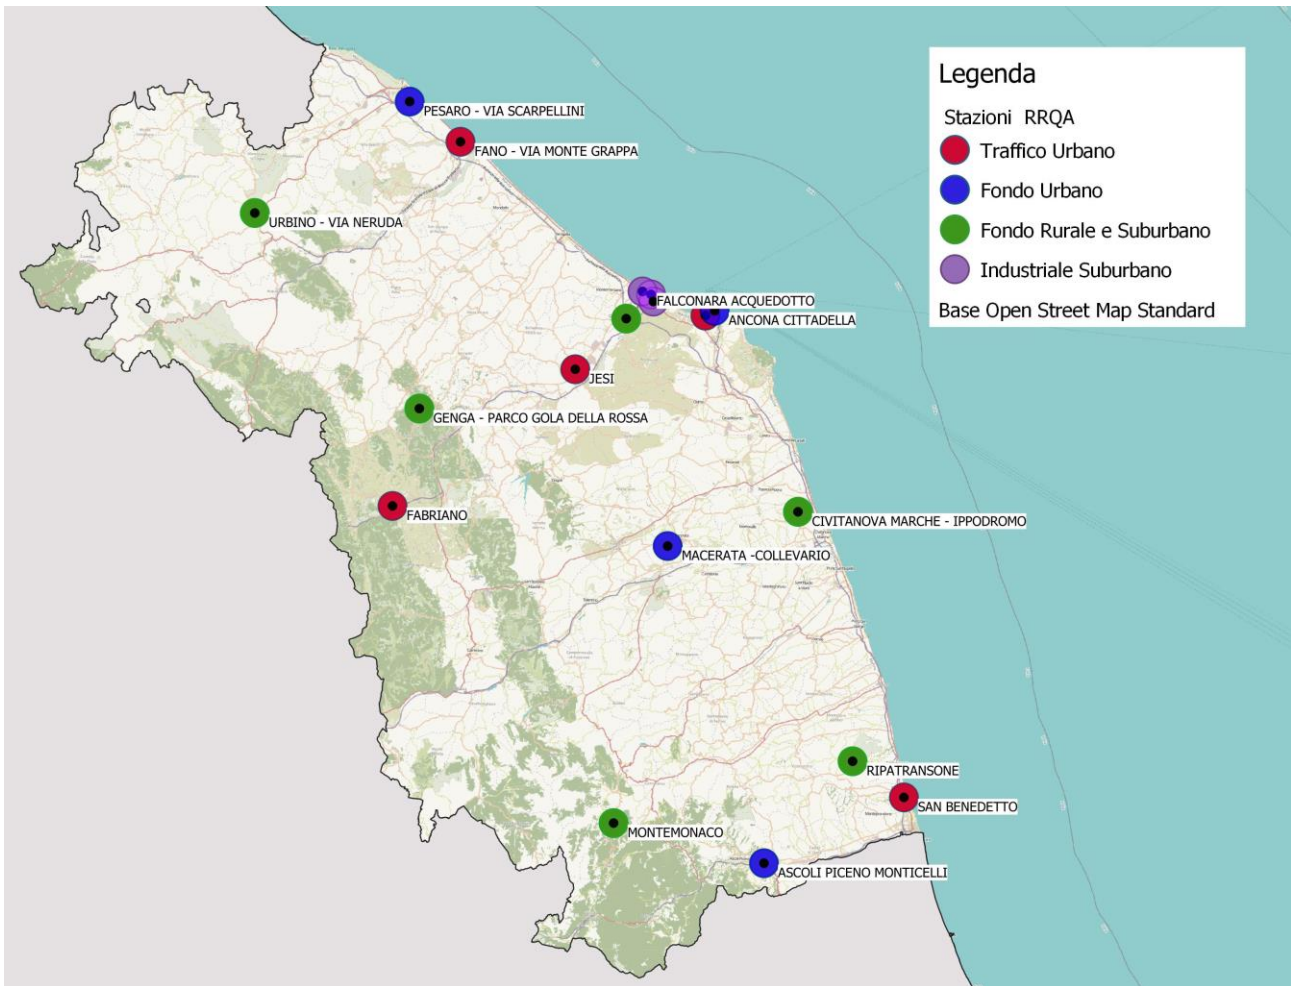 Legenda
Stazioni RRQA
Traffico Urbano
Fondo Urbano
Fondo Rurale e Suburbano
Industriale Suburbano
Base Open Street Map Standard
PESARO - VIA SCARPELLINI
FANO - VIA MONTE GRAPPA
URBINO - VIA NERUDA
FALCONARA ACQUEDOTTO
ANCONA CITTADELLA
JESI
GENGA - PARCO GOLA DELLA ROSSA
FABRIANO
CIVITANOVA MARCHE - IPPODROMO
MACERATA -COLLEVARIO
RIPATRANSONE
SAN BENEDETTO
MONTEMONACO
ASCOLI PICENO MONTICELLI